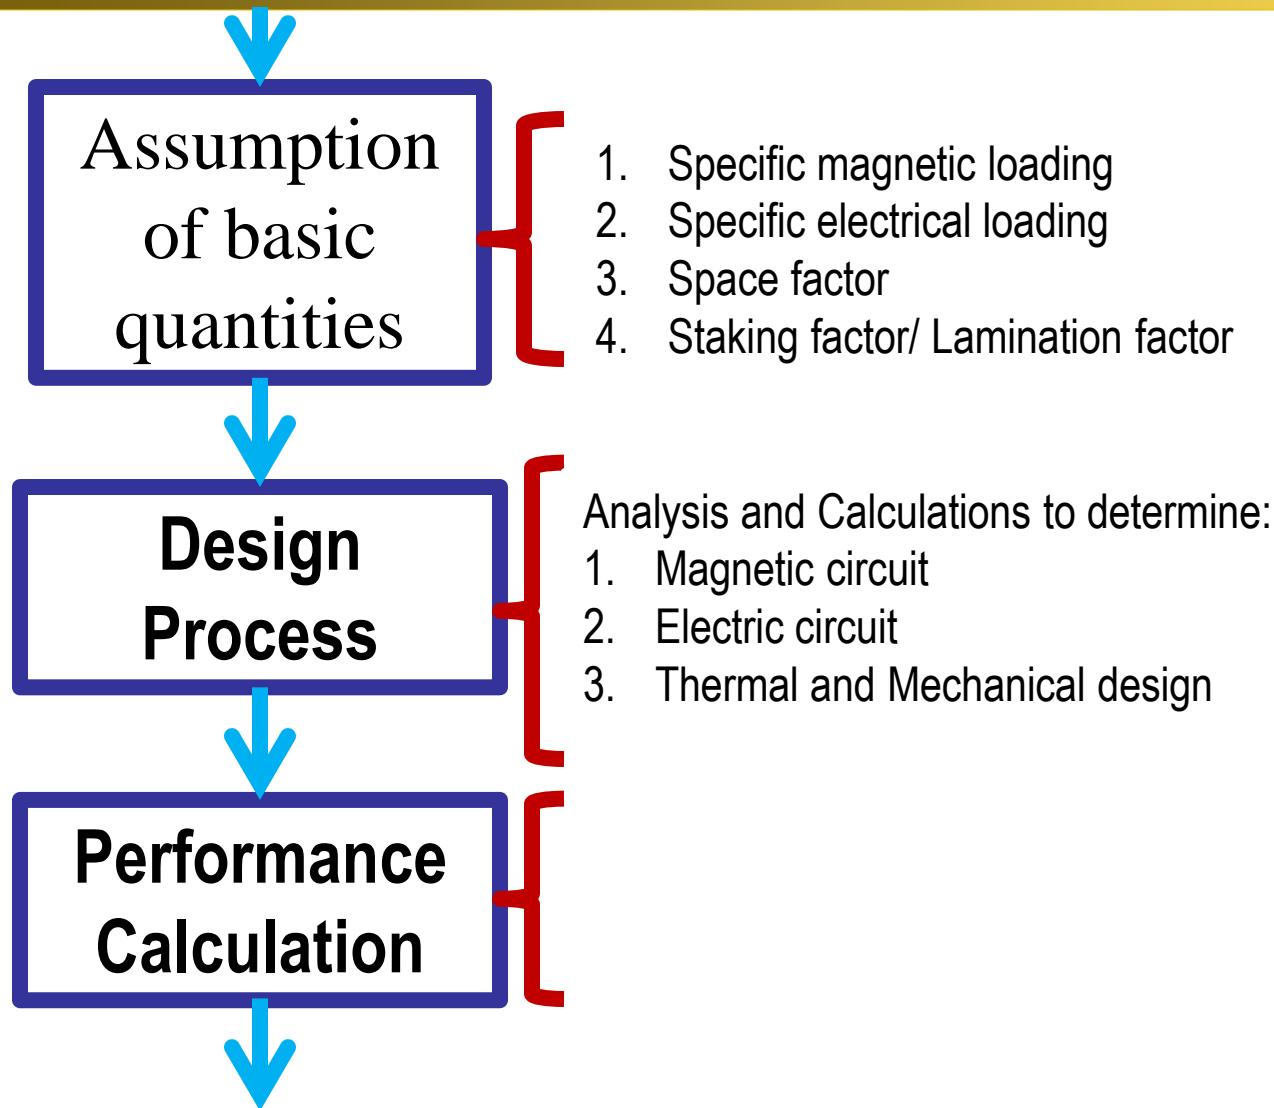 Assumption
of basic
quantities
1. Specific magnetic loading
2. Specific electrical loading
3. Space factor
4. Staking factor/ Lamination factor
Design
Process
Analysis and Calculations to determine:
1. Magnetic circuit
2. Electric circuit
3. Thermal and Mechanical design
Performance
Calculation